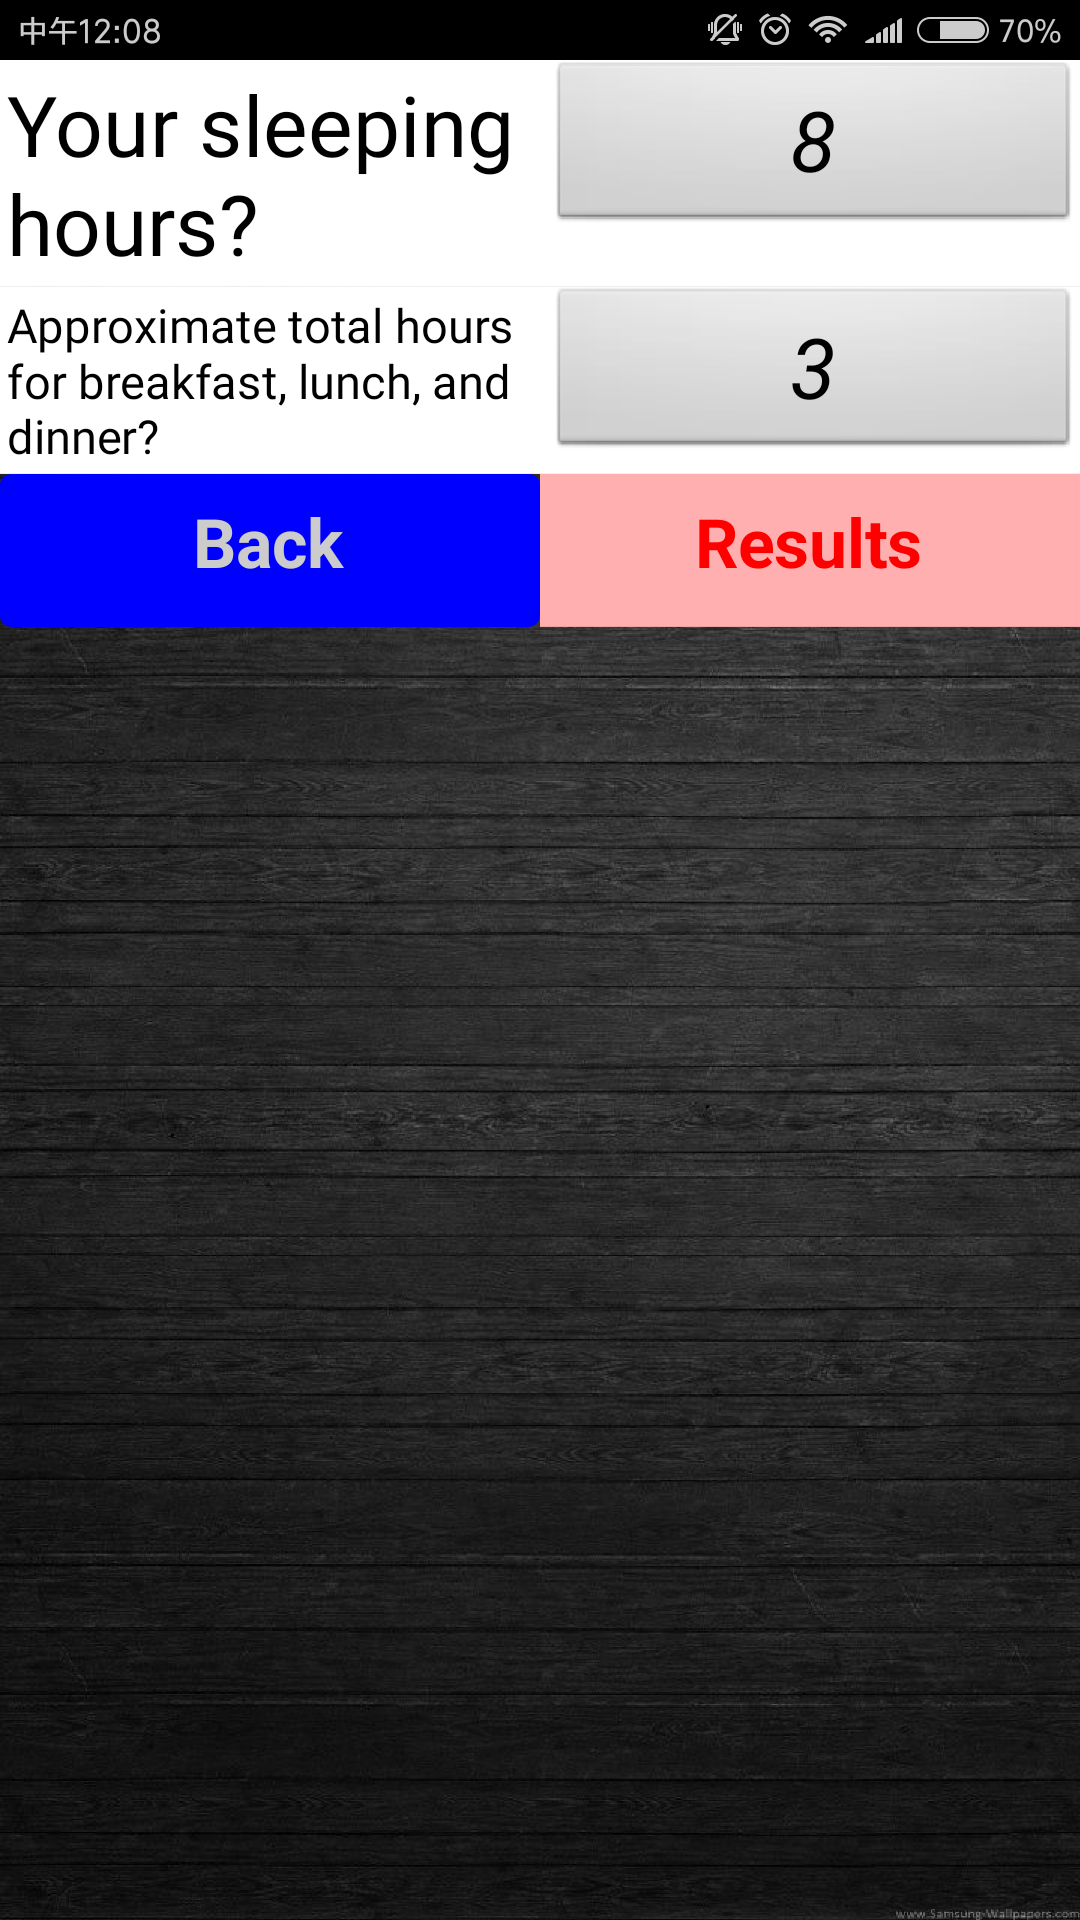 中午12:08 70%
Your sleeping
hours?
8
Approximate total hours
for breakfast, lunch, and
dinner?
3
Back Results
www.Samsung-Wallpapers.com